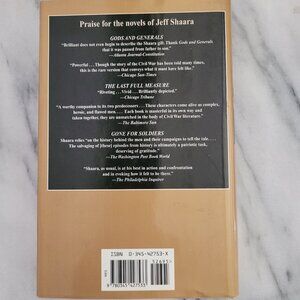 Praise for the novels of Jeff Shaara
GODS AND GENERALS
"Brilliant does not even begin to describe the Shaara gift. Thank Gods and Generals
that it was passed from father to son."
—Atlanta Journal-Constitution
"Powerful . . . Though the story of the Civil War has been told many times,
this is the rare version that conveys what it must have felt like."
—Chicago Sun-Times
THE LAST FULL MEASURE
"Riveting . . . Vivid . . . Brilliantly depicted."
—Chicago Tribune
"A worthy companion to its two predecessors . . . These characters come alive as complex,
heroic, and flawed men. . . . Each book is masterful in its own way and
taken together, they are unmatched in the body of Civil War literature."
—The Baltimore Sun
GONE FOR SOLDIERS
"Shaara relies "on the history behind the men and their campaigns to tell the tale. . . .
The salvaging of [these] episodes from history is ultimately a patriotic task,
deserving of gratitude."
—The Washington Post Book World
"Shaara, as usual, is at his best in action and confrontation
and in evoking how it felt to be there."
—The Philadelphia Inquirer
ISBN 0-345-42753-X
52695
9 780345 427533